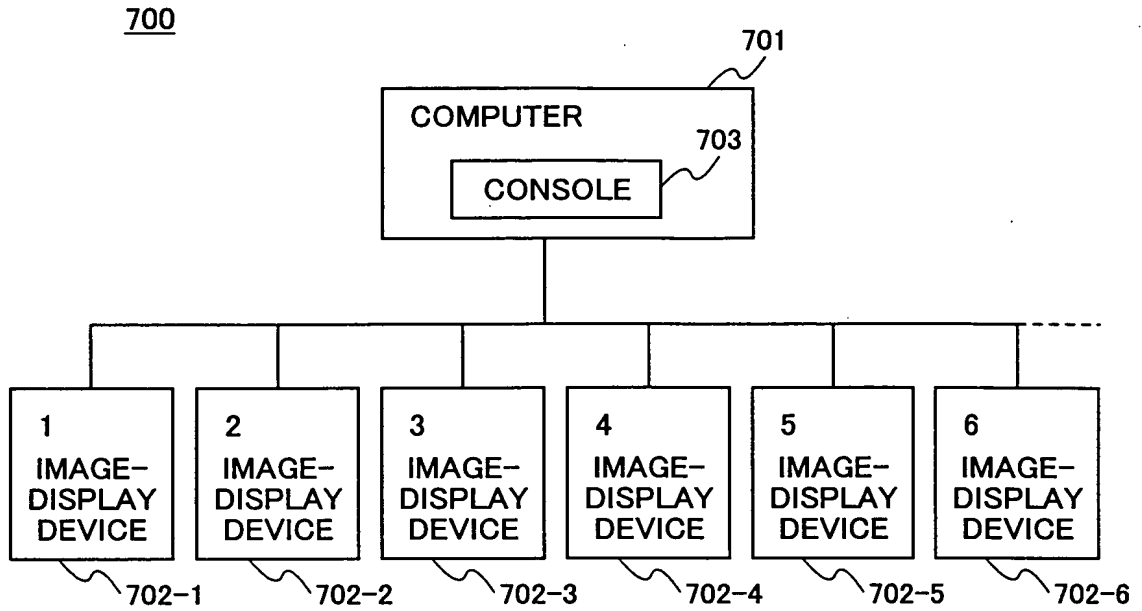 700
701
COMPUTER
703
CONSOLE
1
IMAGE-
DISPLAY
DEVICE
2
IMAGE-
DISPLAY
DEVICE
3
IMAGE-
DISPLAY
DEVICE
4
IMAGE-
DISPLAY
DEVICE
5
IMAGE-
DISPLAY
DEVICE
6
IMAGE-
DISPLAY
DEVICE
702-1
702-2
702-3
702-4
702-5
702-6